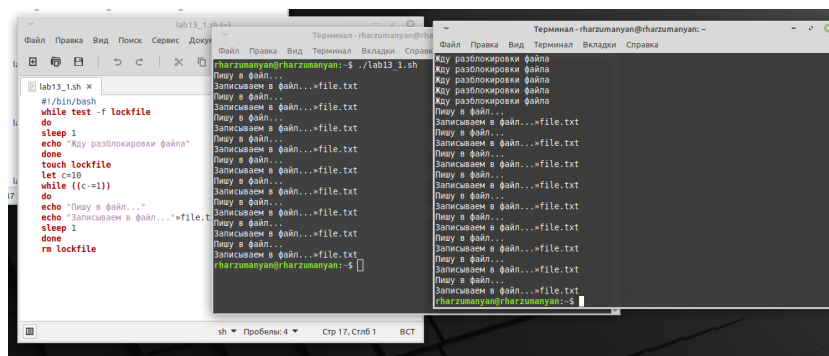 lab13_1.sh (~)
Файл Правка Вид Поиск Сервис Докум
lab13_1.sh ×
#!/bin/bash
while test -f lockfile
do
sleep 1
echo "Жду разблокировки файла"
done
touch lockfile
let c=10
while ((c-=1))
do
echo "Пишу в файл..."
echo "Записываем в файл..."»file.t
sleep 1
done
rm lockfile
sh Пробелы: 4 Стр 17, Стлб 1 ВСТ
Терминал - rharzumanyan@rha
Файл Правка Вид Терминал Вкладки Справк
rharzumanyan@rharzumanyan:~$ ./lab13_1.sh
Пишу в файл...
Записываем в файл...»file.txt
Пишу в файл...
Записываем в файл...»file.txt
Пишу в файл...
Записываем в файл...»file.txt
Пишу в файл...
Записываем в файл...»file.txt
Пишу в файл...
Записываем в файл...»file.txt
Пишу в файл...
Записываем в файл...»file.txt
Пишу в файл...
Записываем в файл...»file.txt
Пишу в файл...
Записываем в файл...»file.txt
Пишу в файл...
Записываем в файл...»file.txt
rharzumanyan@rharzumanyan:~$
Терминал - rharzumanyan@rharzumanyan: ~
Файл Правка Вид Терминал Вкладки Справка
Жду разблокировки файла
Жду разблокировки файла
Жду разблокировки файла
Жду разблокировки файла
Жду разблокировки файла
Пишу в файл...
Записываем в файл...»file.txt
Пишу в файл...
Записываем в файл...»file.txt
Пишу в файл...
Записываем в файл...»file.txt
Пишу в файл...
Записываем в файл...»file.txt
Пишу в файл...
Записываем в файл...»file.txt
Пишу в файл...
Записываем в файл...»file.txt
Пишу в файл...
Записываем в файл...»file.txt
Пишу в файл...
Записываем в файл...»file.txt
Пишу в файл...
Записываем в файл...»file.txt
rharzumanyan@rharzumanyan:~$